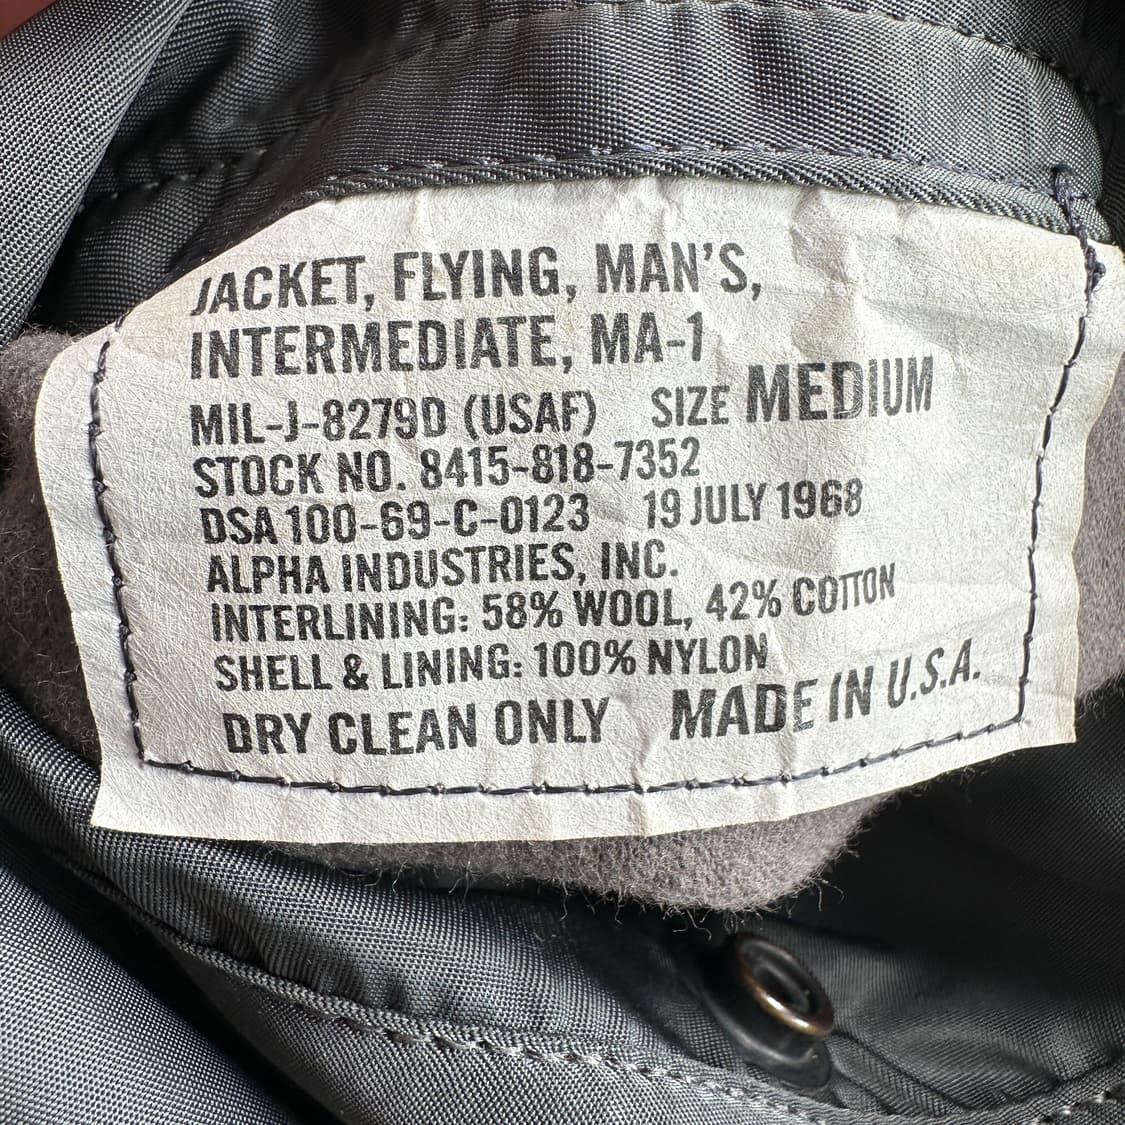 JACKET, FLYING, MAN'S,
INTERMEDIATE, MA-1
MIL-J-8279D (USAF) SIZE MEDIUM
STOCK NO. 8415-818-7352
DSA 100-69-C-0123 19 JULY 1968
ALPHA INDUSTRIES, INC.
INTERLINING: 58% WOOL, 42% COTTON
SHELL & LINING: 100% NYLON
DRY CLEAN ONLY MADE IN U.S.A.